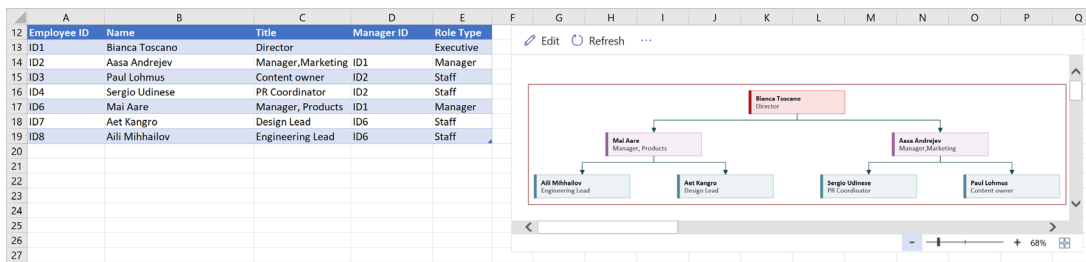 A B C D E F G H I J K L M N O P Q
12 Employee ID Name Title Manager ID Role Type
13 ID1 Bianca Toscano Director Executive
14 ID2 Aasa Andrejev Manager,Marketing ID1 Manager
15 ID3 Paul Lohmus Content owner ID2 Staff
16 ID4 Sergio Udinese PR Coordinator ID2 Staff
17 ID6 Mai Aare Manager, Products ID1 Manager
18 ID7 Aet Kangro Design Lead ID6 Staff
19 ID8 Aili Mihhailov Engineering Lead ID6 Staff
20
21
22
23
24
25
26
27
Edit Refresh ...
Bianca Toscano
Director
Mai Aare
Manager, Products
Aasa Andrejev
Manager,Marketing
Aili Mihhailov
Engineering Lead
Aet Kangro
Design Lead
Sergio Udinese
PR Coordinator
Paul Lohmus
Content owner
- + 68%